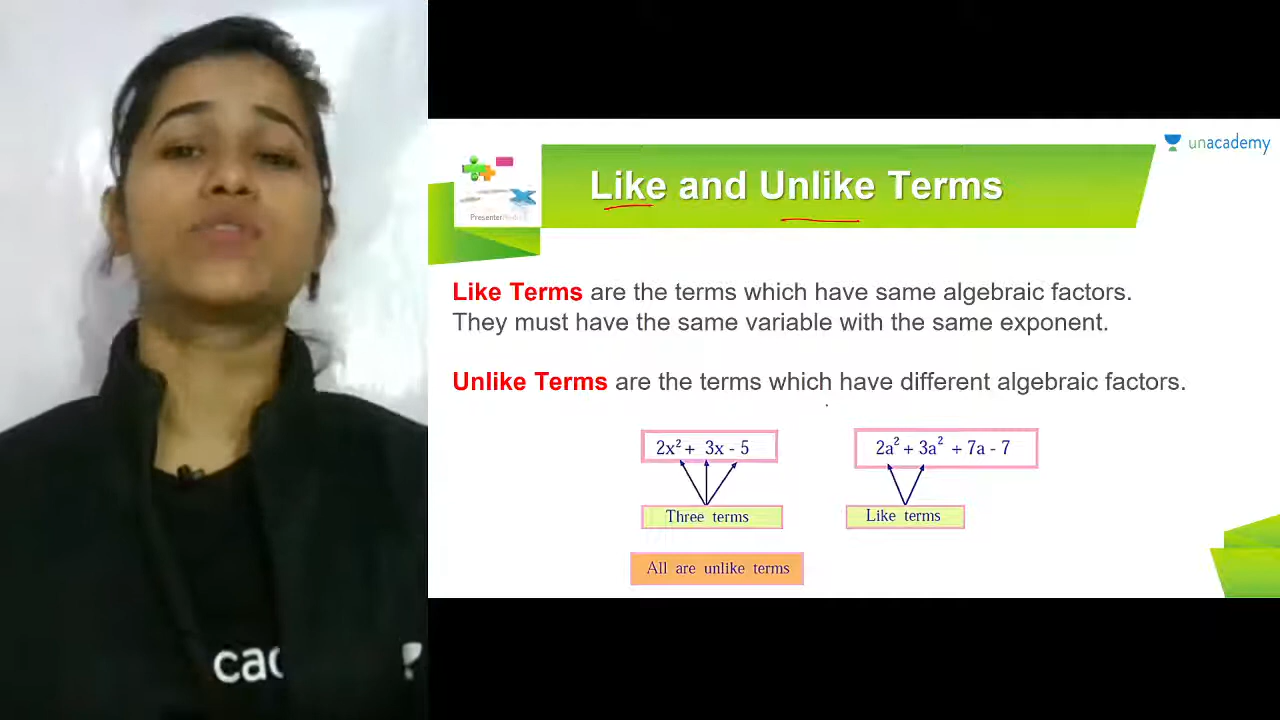 unacademy
Like and Unlike Terms
Like Terms are the terms which have same algebraic factors.
They must have the same variable with the same exponent.
Unlike Terms are the terms which have different algebraic factors.
2x² + 3x - 5
2a² + 3a² + 7a - 7
Three terms
Like terms
All are unlike terms
cad